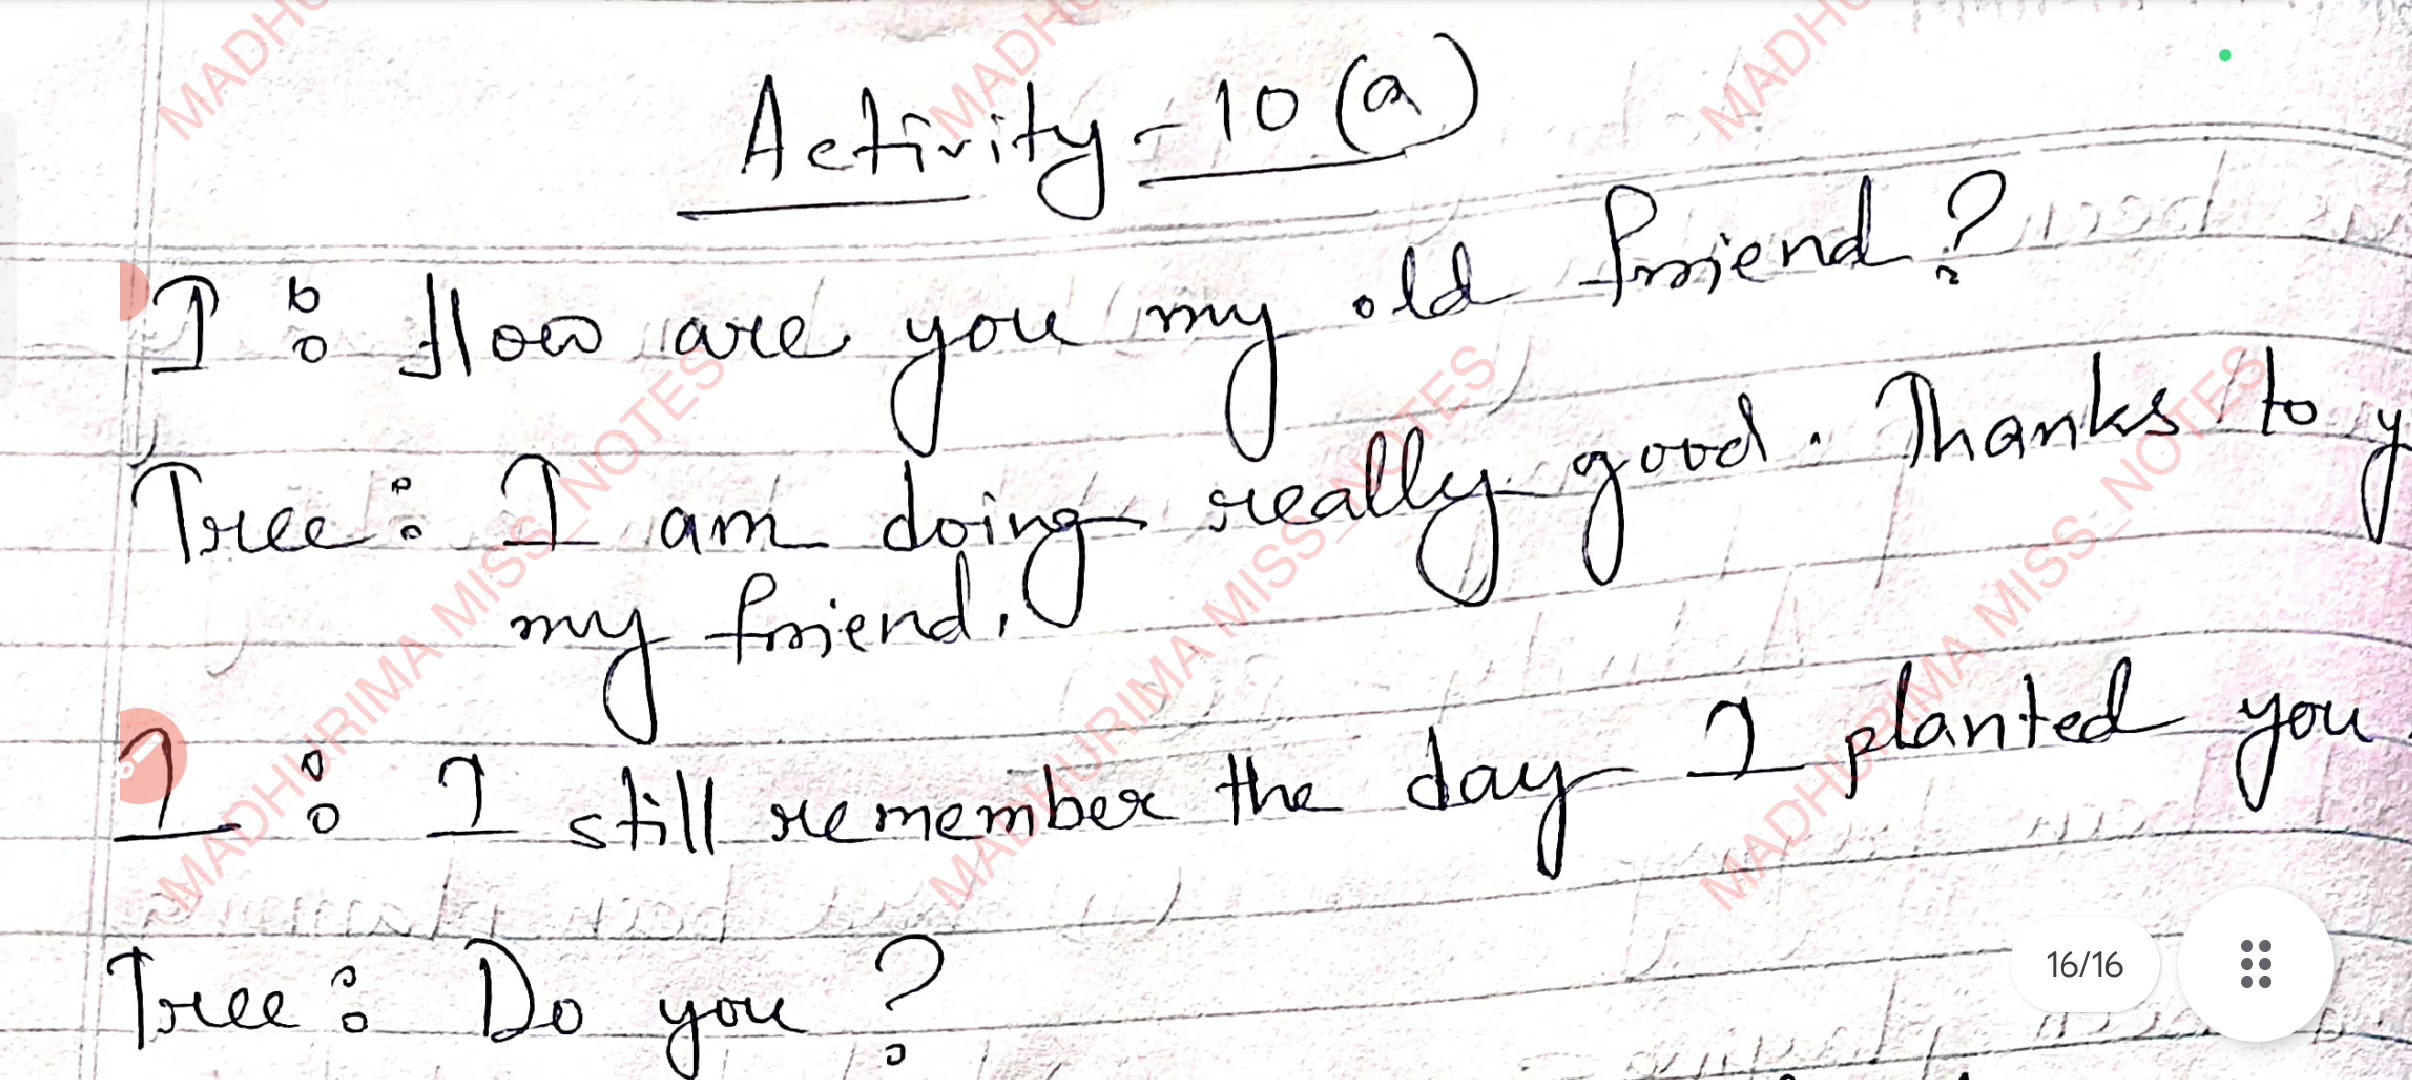 Activity - 10 (a)
I : How are you my old friend?
Tree : I am doing really good. Thanks to y
my friend.
I : I still remember the day I planted you.
Tree : Do you ?
MADHURIMA MISS_NOTES
16/16